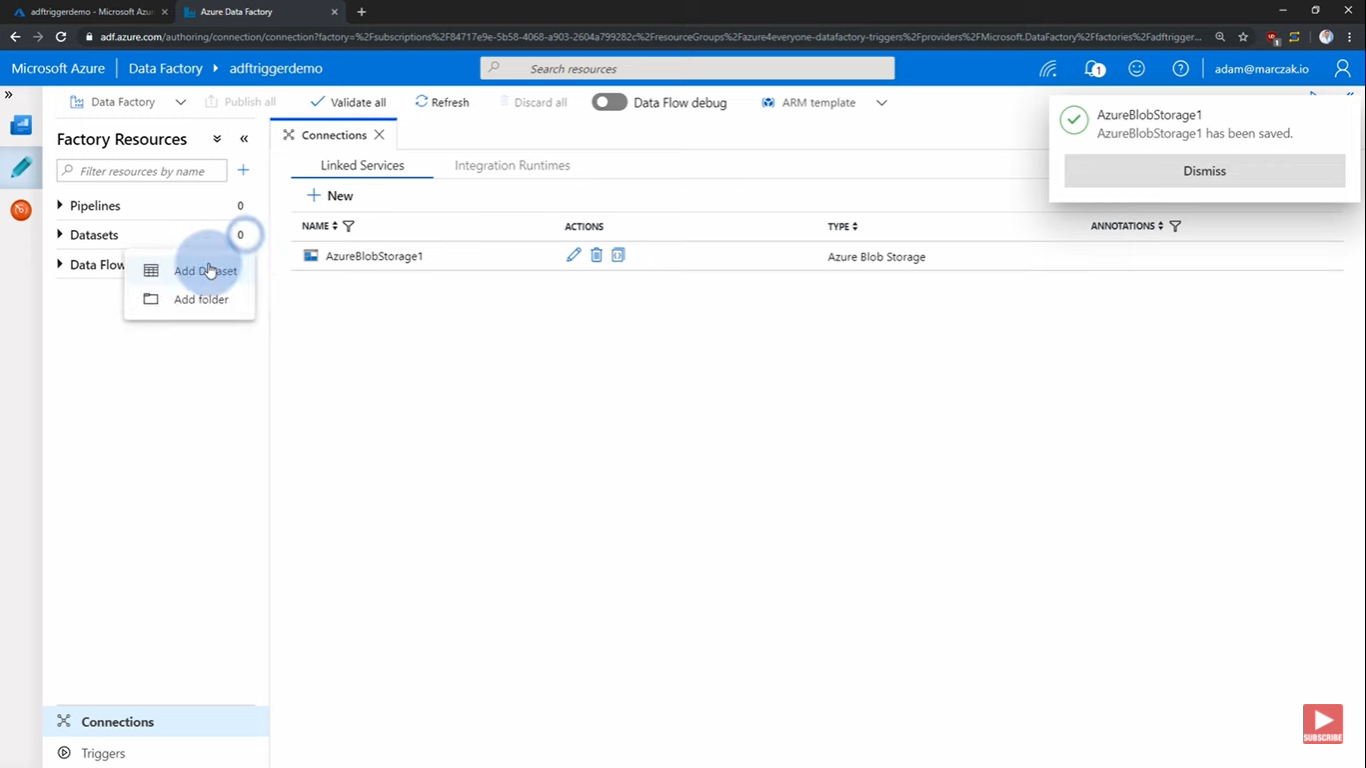 adftriggerdemo - Microsoft Azu
Azure Data Factory
adf.azure.com/authoring/connection/connection?factory=%2Fsubscriptions%2F84717e9e-5b58-4068-a903-2604a799282c%2FresourceGroups%2Fazure4everyone-datafactory-triggers%2Fproviders%2FMicrosoft.DataFactory%2Ffactories%2Fadftrigger...
1
Microsoft Azure
Data Factory
adftriggerdemo
Search resources
1
adam@marczak.io
Data Factory
Publish all
Validate all
Refresh
Discard all
Data Flow debug
ARM template
AzureBlobStorage1
AzureBlobStorage1 has been saved.
Dismiss
Factory Resources
Filter resources by name
Pipelines 0
Datasets 0
Data Flow
Add Dataset
Add folder
Connections
Linked Services
Integration Runtimes
New
NAME ACTIONS TYPE ANNOTATIONS
AzureBlobStorage1 Azure Blob Storage
Connections
Triggers
SUBSCRIBE